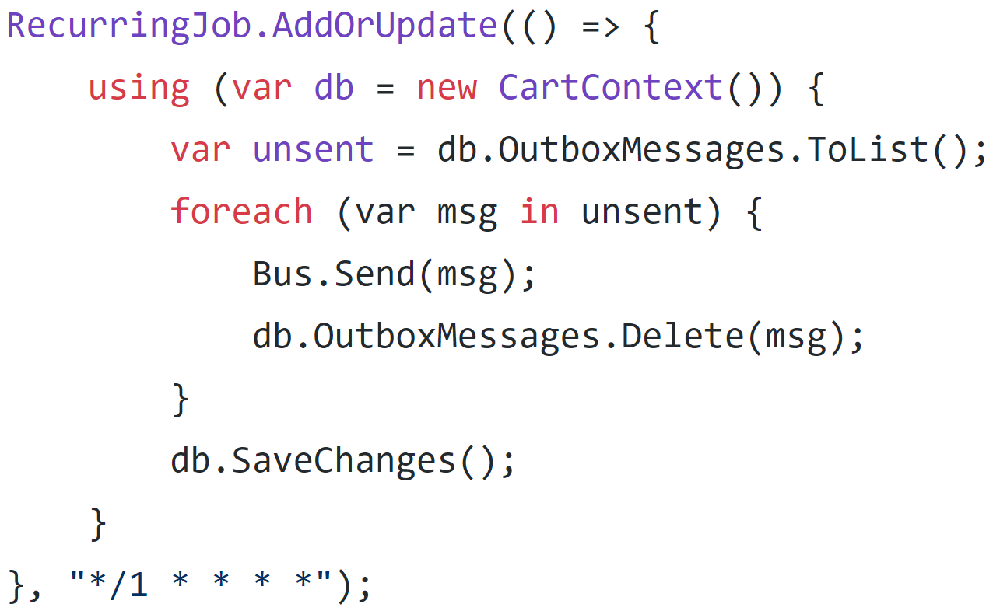 RecurringJob.AddOrUpdate(() => {
    using (var db = new CartContext()) {
        var unsent = db.OutboxMessages.ToList();
        foreach (var msg in unsent) {
            Bus.Send(msg);
            db.OutboxMessages.Delete(msg);
        }
        db.SaveChanges();
    }
}, "*/1 * * * *");